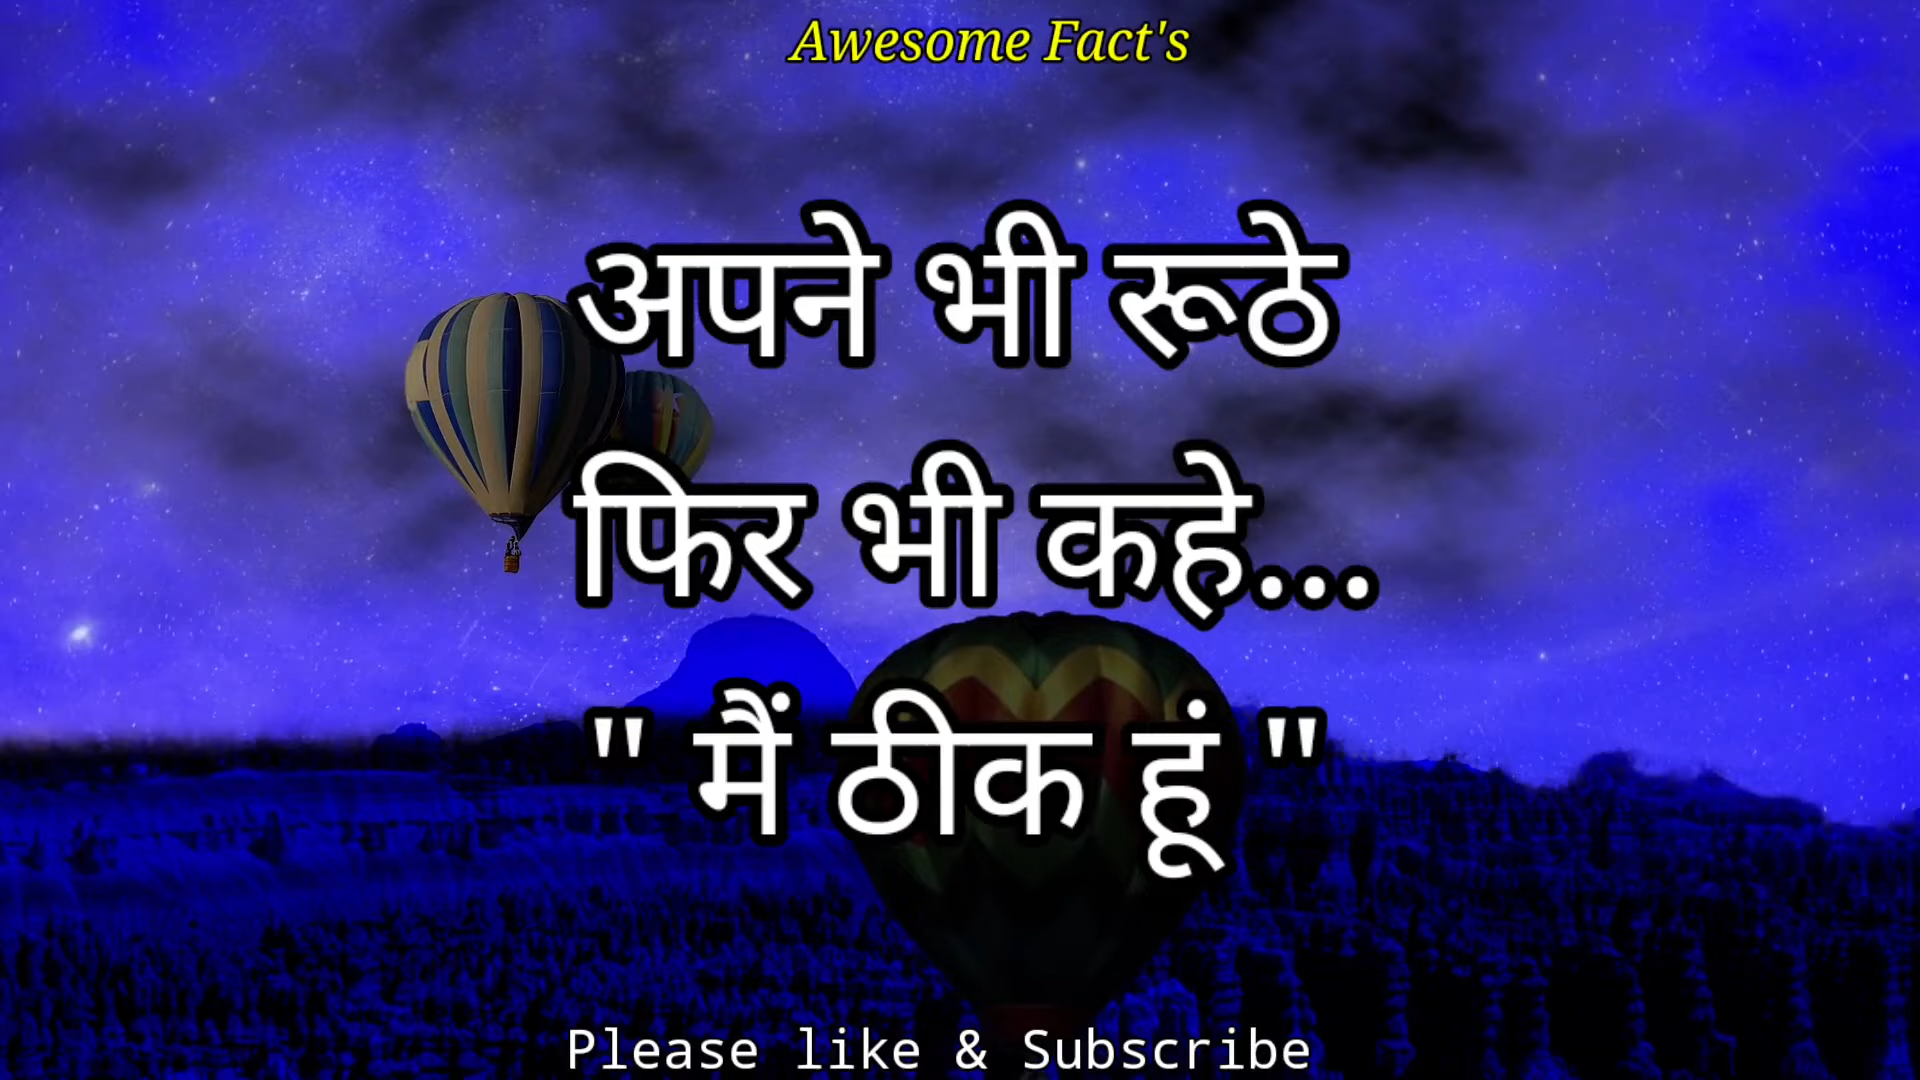 Awesome Fact's
अपने भी रूठे
फिर भी कहे...
" मैं ठीक हूं "
Please like & Subscribe